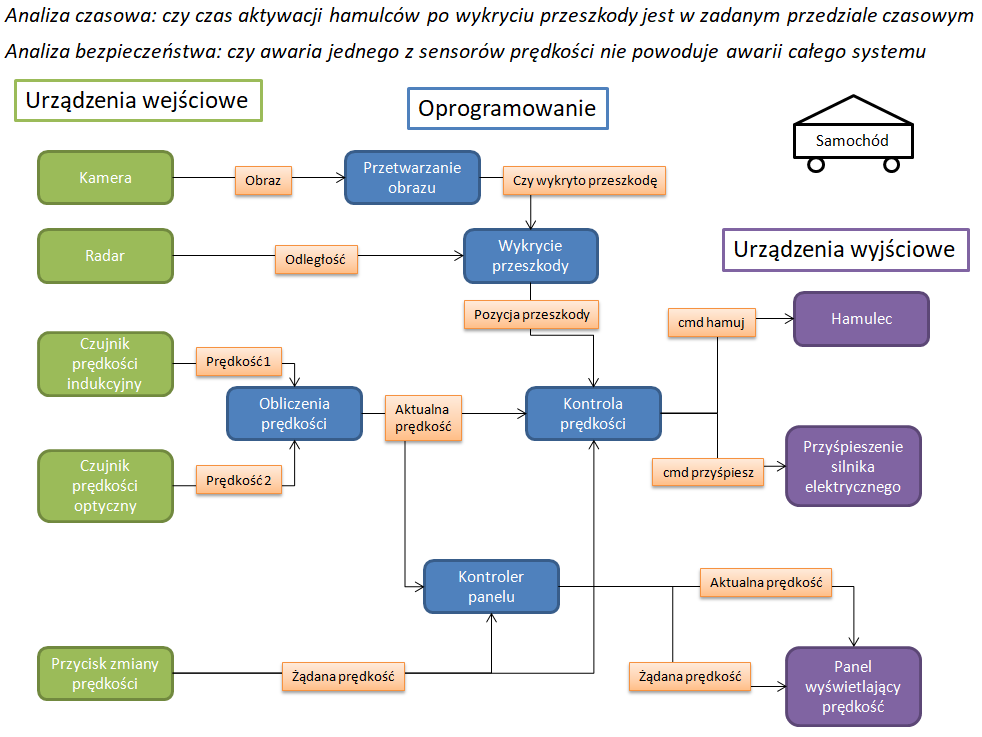 Analiza czasowa: czy czas aktywacji hamulców po wykryciu przeszkody jest w zadanym przedziale czasowym
Analiza bezpieczeństwa: czy awaria jednego z sensorów prędkości nie powoduje awarii całego systemu
Urządzenia wejściowe
Oprogramowanie
Samochód
Kamera
Obraz
Przetwarzanie
obrazu
Czy wykryto przeszkodę
Radar
Odległość
Wykrycie
przeszkody
Urządzenia wyjściowe
Pozycja przeszkody
cmd hamuj
Hamulec
Czujnik
prędkości
indukcyjny
Prędkość 1
Obliczenia
prędkości
Aktualna
prędkość
Kontrola
prędkości
Czujnik
prędkości
optyczny
Prędkość 2
cmd przyśpiesz
Przyśpieszenie
silnika
elektrycznego
Kontroler
panelu
Aktualna prędkość
Przycisk zmiany
prędkości
Żądana prędkość
Żądana prędkość
Panel
wyświetlający
prędkość